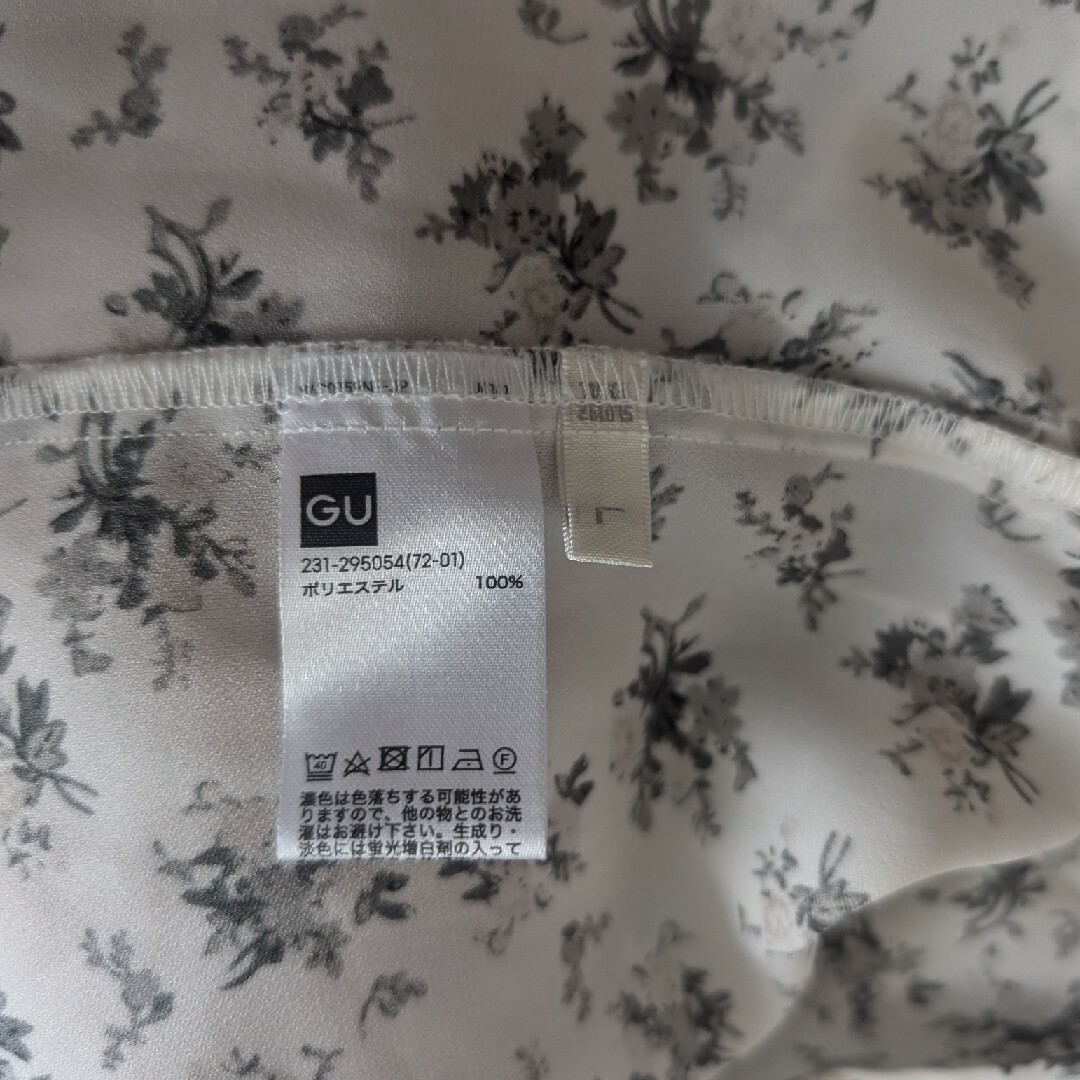 GU
231-295054(72-01)
ポリエステル 100%
L
40
F
濃色は色落ちする可能性があ
りますので、他の物とのお洗
濯はお避け下さい。生成り・
淡色には蛍光増白剤の入って